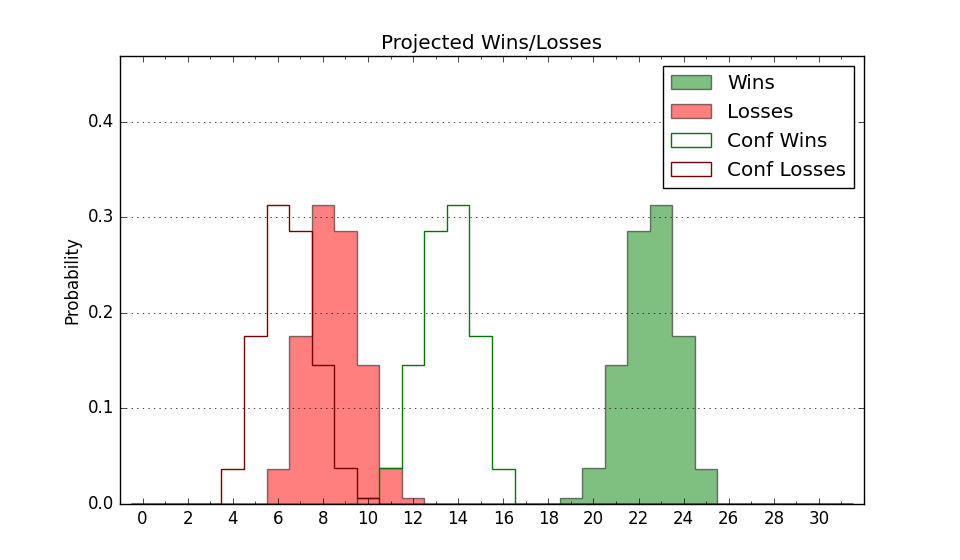 Projected Wins/Losses
Wins
Losses
Conf Wins
Conf Losses
Probability
0.4
0.3
0.2
0.1
0.0
0 2 4 6 8 10 12 14 16 18 20 22 24 26 28 30